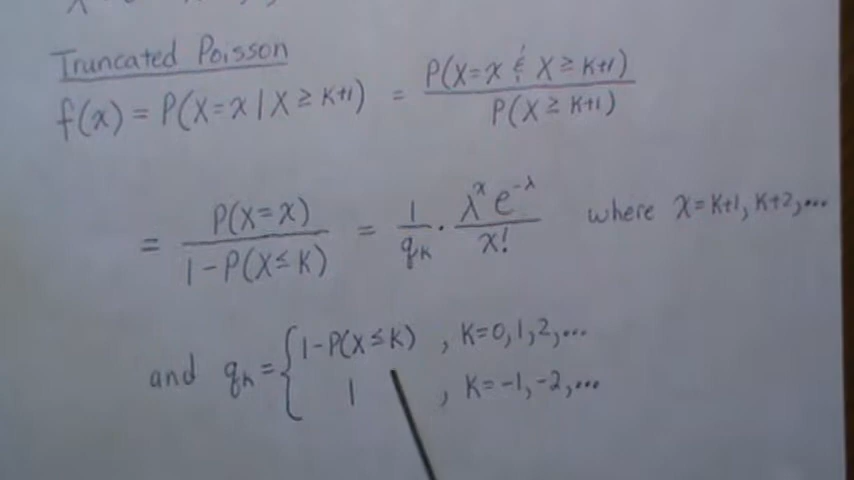 Truncated Poisson
f(x) = P(X=x | X ≥ K+1) = P(X=x & X ≥ K+1) / P(X ≥ K+1)
= P(X=x) / 1-P(X≤K) = 1/q_K · λ^x e^-λ / x! where x=K+1, K+2, ...
and q_K = { 1-P(X≤K) , K=0,1,2,...
1 , K=-1,-2,...